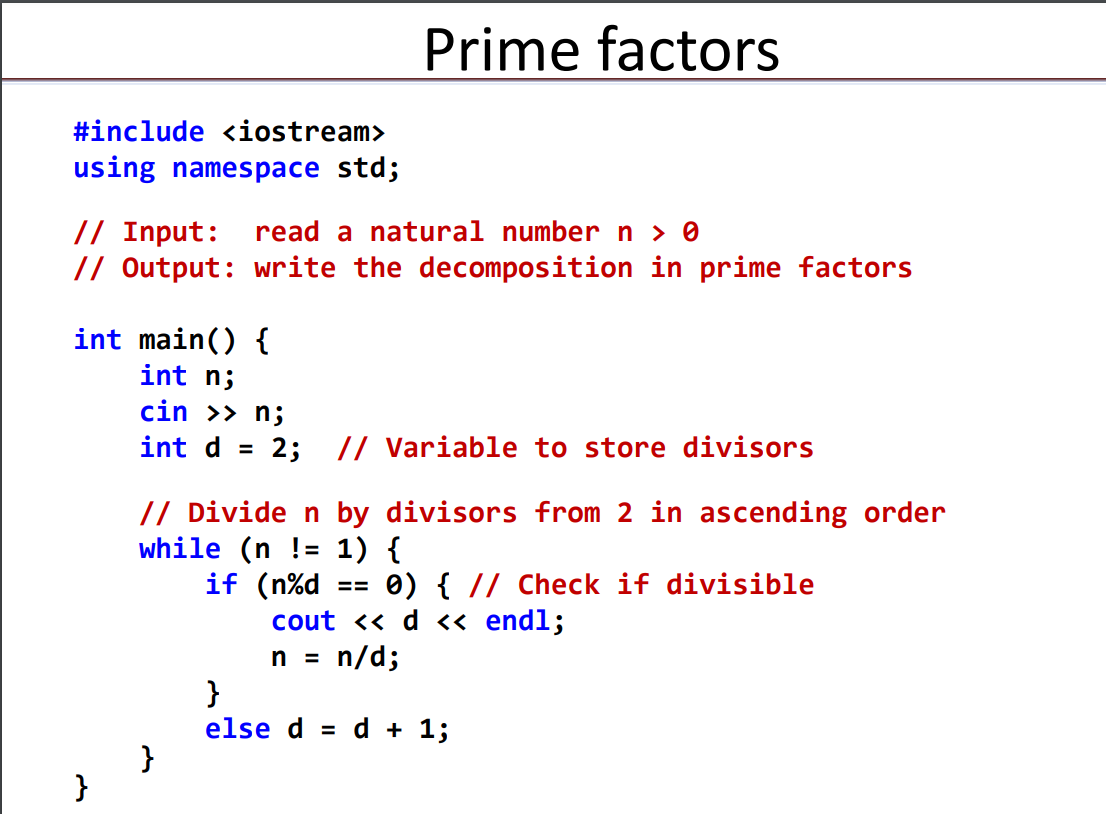 Prime factors
#include <iostream>
using namespace std;
// Input:  read a natural number n > 0
// Output: write the decomposition in prime factors
int main() {
    int n;
    cin >> n;
    int d = 2;  // Variable to store divisors
    // Divide n by divisors from 2 in ascending order
    while (n != 1) {
        if (n%d == 0) { // Check if divisible
            cout << d << endl;
            n = n/d;
        }
        else d = d + 1;
    }
}